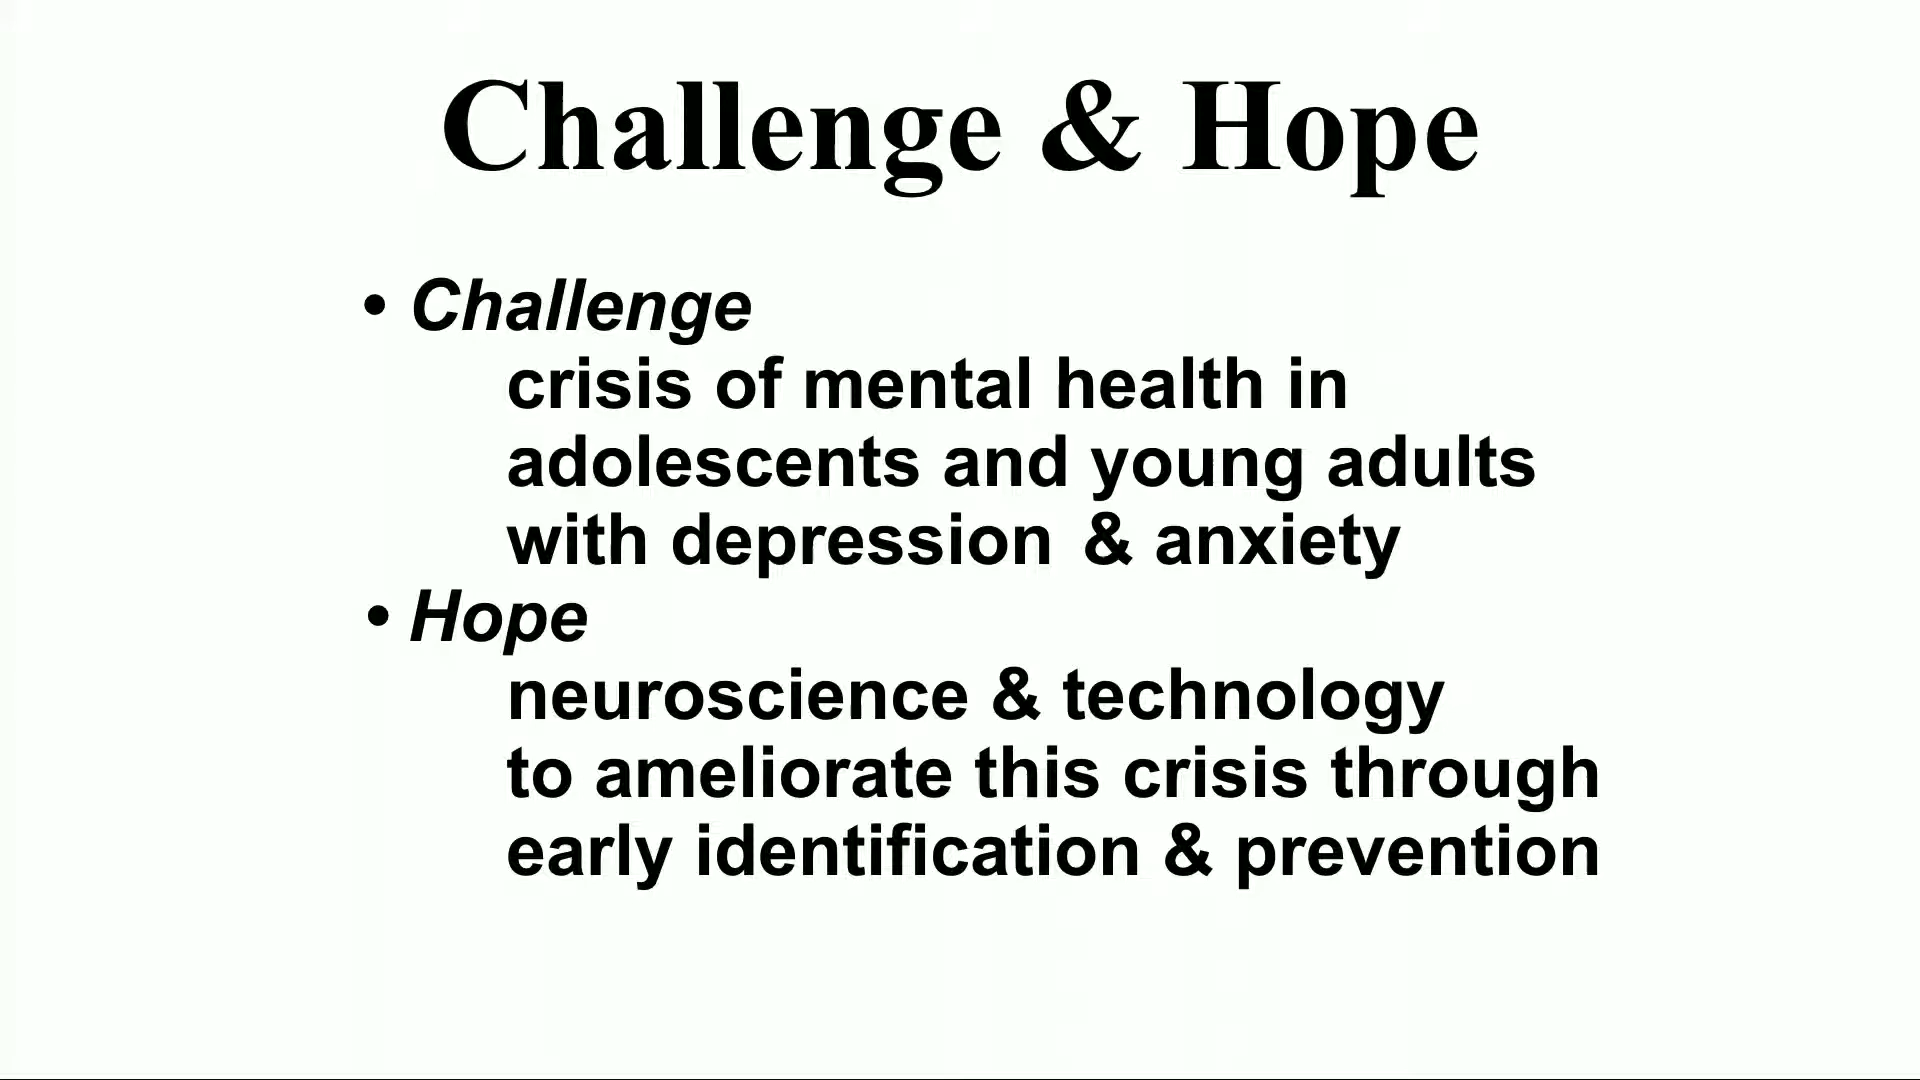 Challenge & Hope
• Challenge
crisis of mental health in
adolescents and young adults
with depression & anxiety
• Hope
neuroscience & technology
to ameliorate this crisis through
early identification & prevention